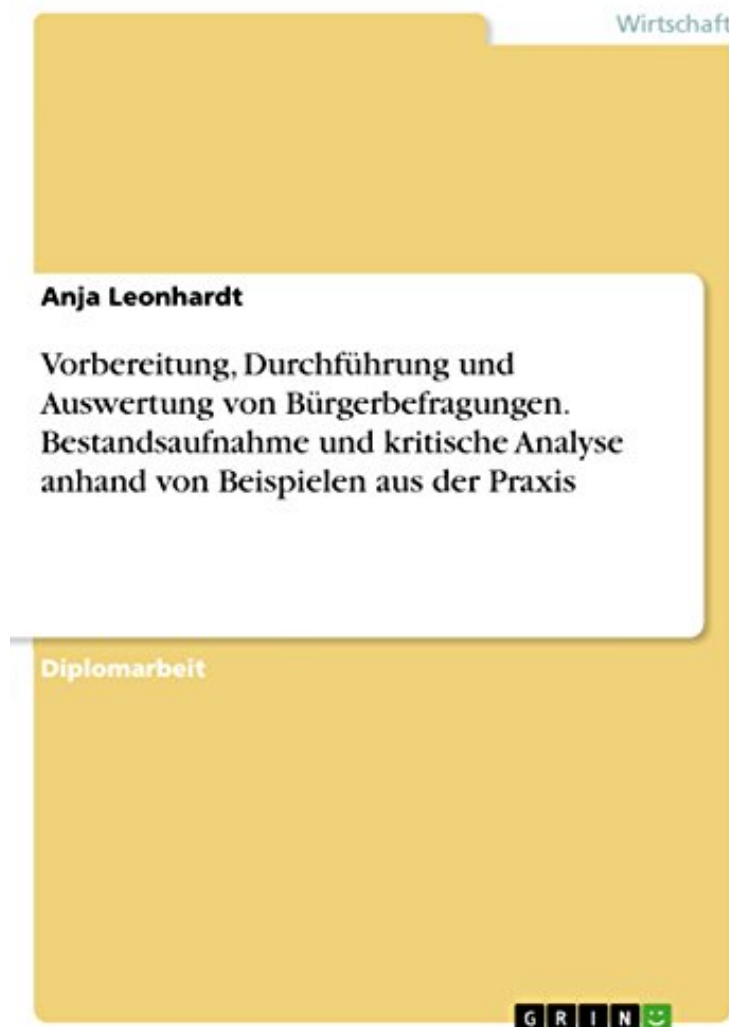 Wirtschaft
Anja Leonhardt
Vorbereitung, Durchführung und
Auswertung von Bürgerbefragungen.
Bestandsaufnahme und kritische Analyse
anhand von Beispielen aus der Praxis
Diplomarbeit
GRIN